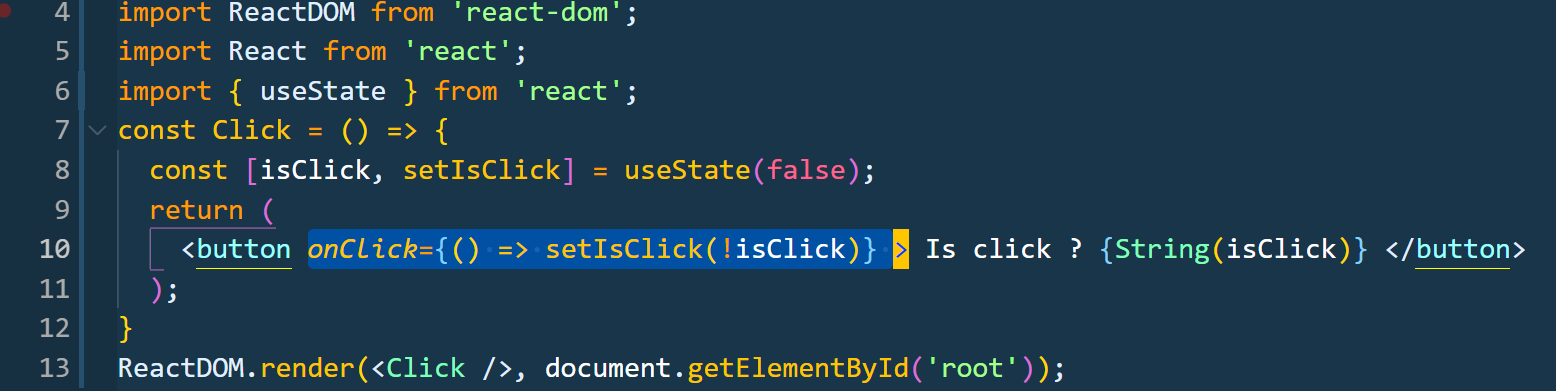 4 import ReactDOM from 'react-dom';
5 import React from 'react';
6 import { useState } from 'react';
7 const Click = () => {
8 const [isClick, setIsClick] = useState(false);
9 return (
10 <button onClick={() => setIsClick(!isClick)} > Is click ? {String(isClick)} </button>
11 );
12 }
13 ReactDOM.render(<Click />, document.getElementById('root'));